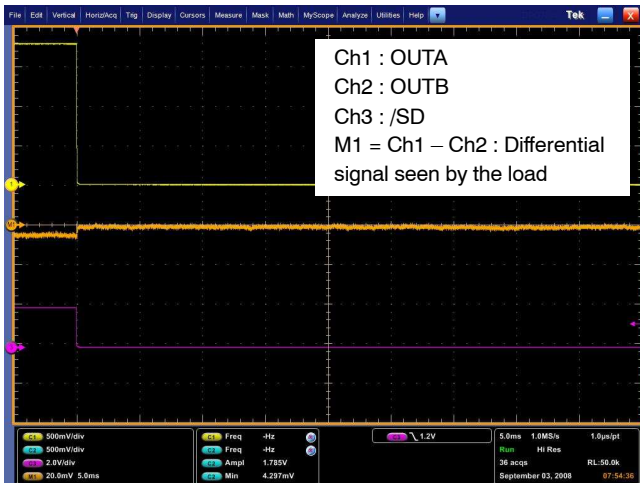 File Edit Vertical Horiz/Acq Trig Display Cursors Measure Mask Math MyScope Analyze Utilities Help Tek
Ch1 : OUTA
Ch2 : OUTB
Ch3 : /SD
M1 = Ch1 – Ch2 : Differential
signal seen by the load
M1
C1 500mV/div
C2 500mV/div
C3 2.0V/div
M1 20.0mV 5.0ms
C1 Freq -Hz
C2 Freq -Hz
C3 Ampl 1.785V
C2 Min 4.297mV
C3 1.2V
5.0ms 1.0MS/s 1.0µs/pt
Run Hi Res
36 acqs RL:50.0k
September 03, 2008 07:54:36